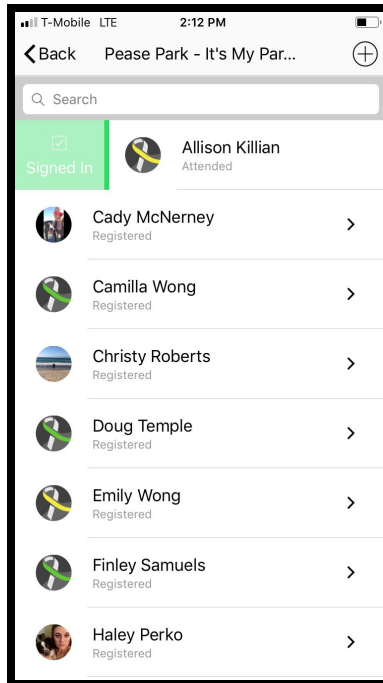 T-Mobile LTE 2:12 PM
Back Pease Park - It's My Par...
Search
Signed In
Allison Killian
Attended
Cady McNerney
Registered
Camilla Wong
Registered
Christy Roberts
Registered
Doug Temple
Registered
Emily Wong
Registered
Finley Samuels
Registered
Haley Perko
Registered